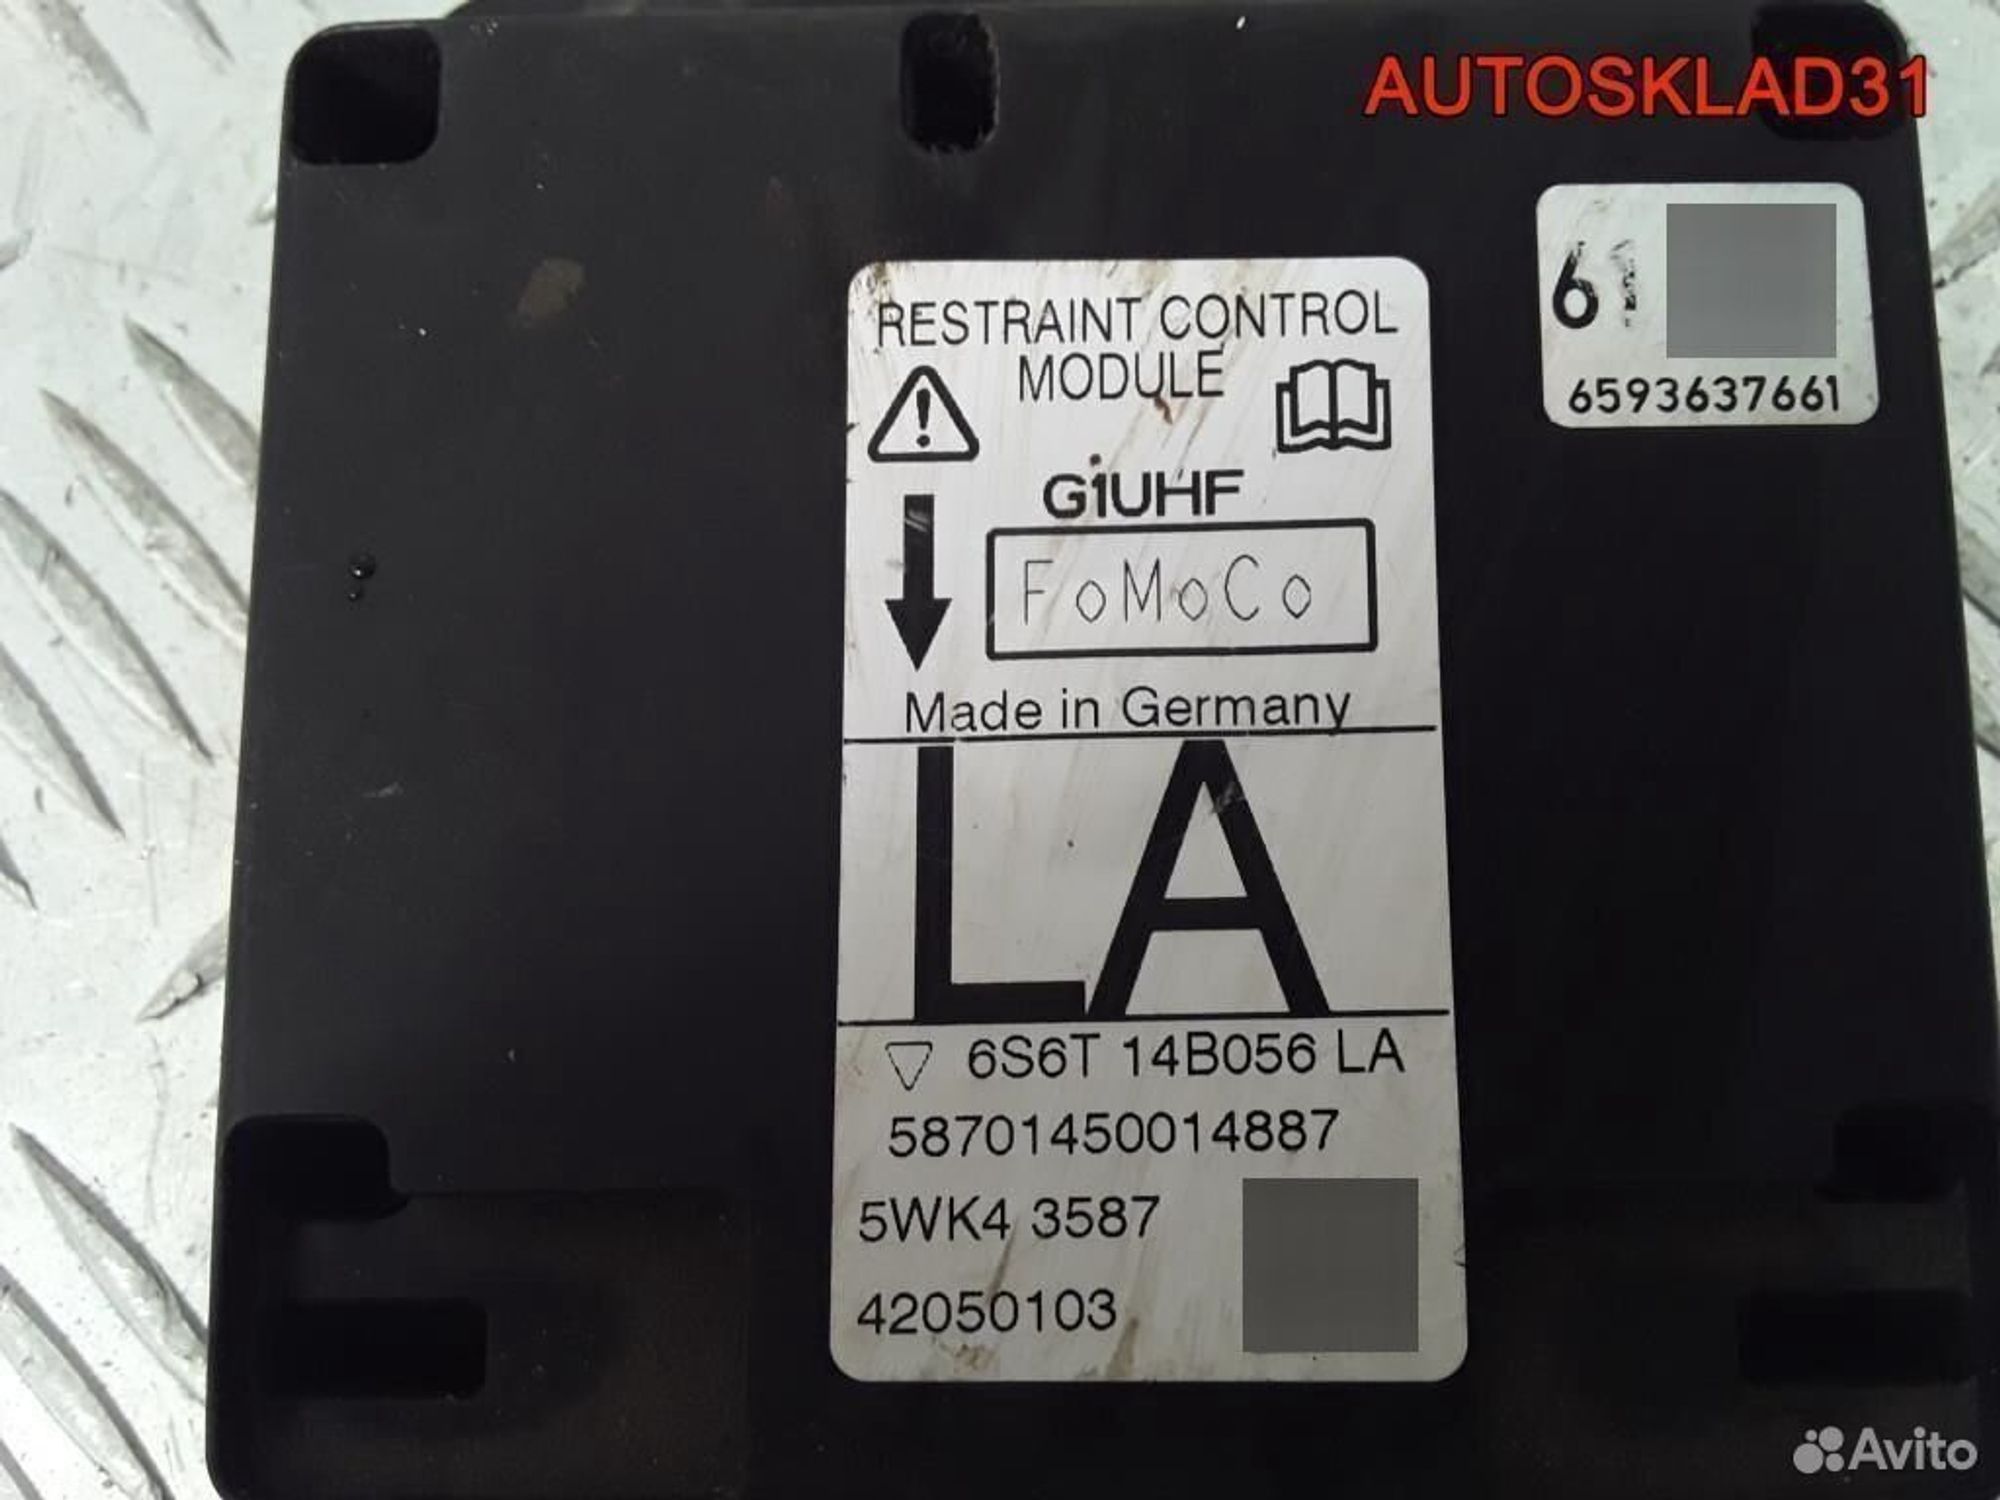 AUTOSKLAD31
6
6593637661
RESTRAINT CONTROL
MODULE
G1UHF
FoMoCo
Made in Germany
LA
6S6T 14B056 LA
58701450014887
5WK4 3587
42050103
Avito